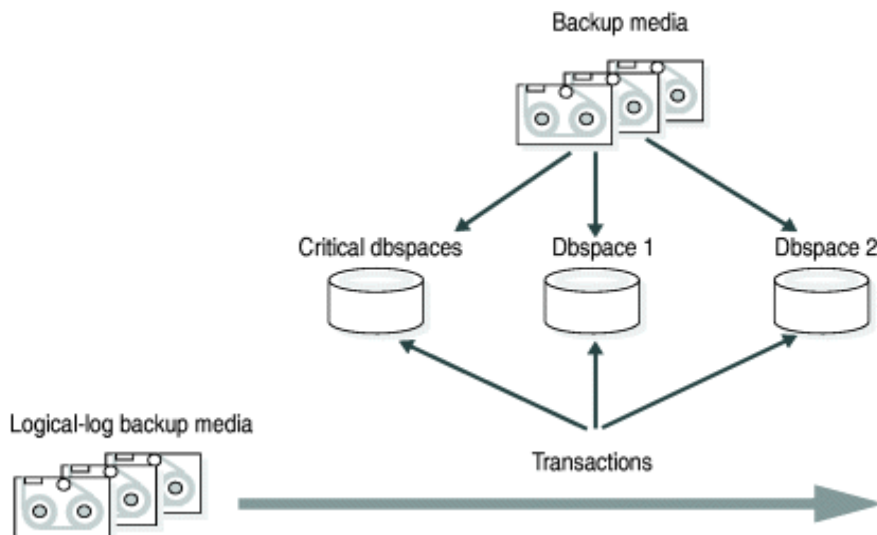 Backup media
Critical dbspaces
Dbspace 1
Dbspace 2
Logical-log backup media
Transactions